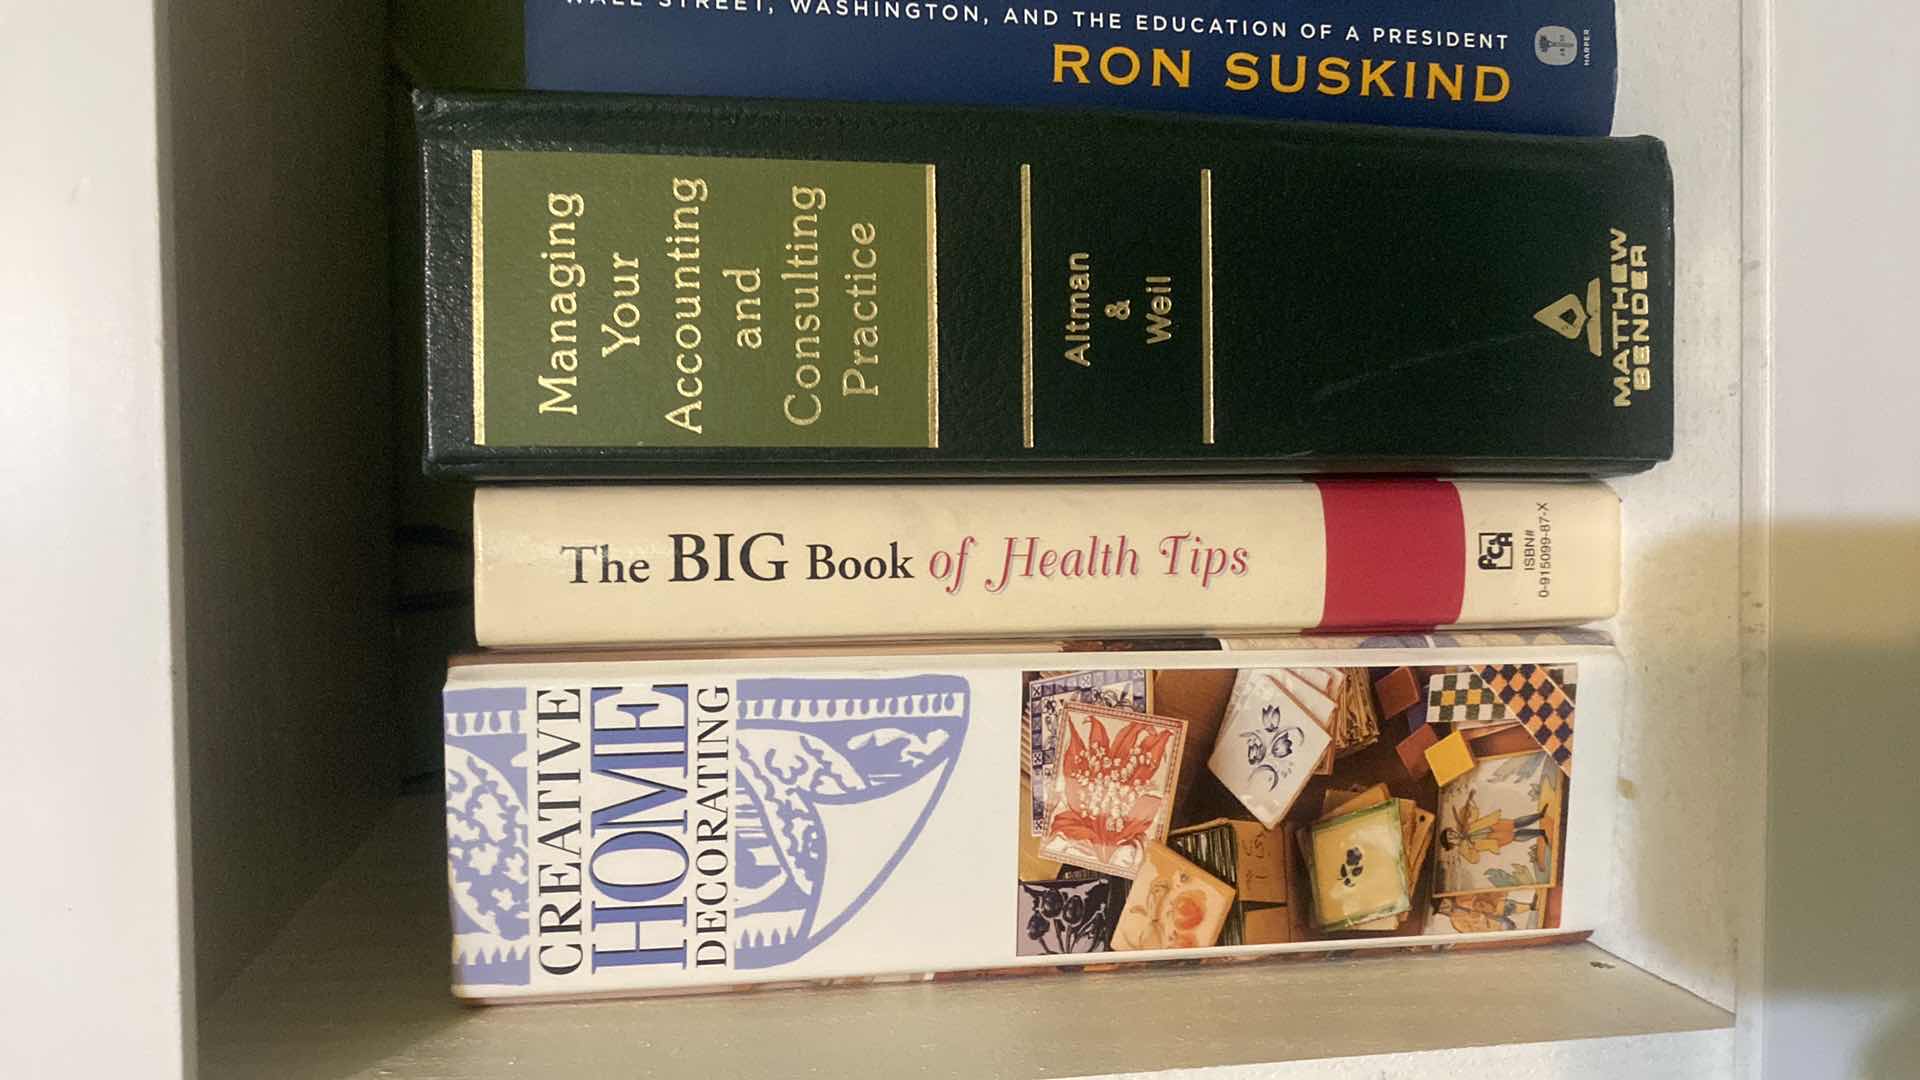 WALL STREET, WASHINGTON, AND THE EDUCATION OF A PRESIDENT
RON SUSKIND
HARPER
Managing
Your
Accounting
and
Consulting
Practice
Altman
&
Weil
MATTHEW
BENDER
The BIG Book of Health Tips
FC&A
ISBN#
0-915099-87-X
CREATIVE
HOME
DECORATING